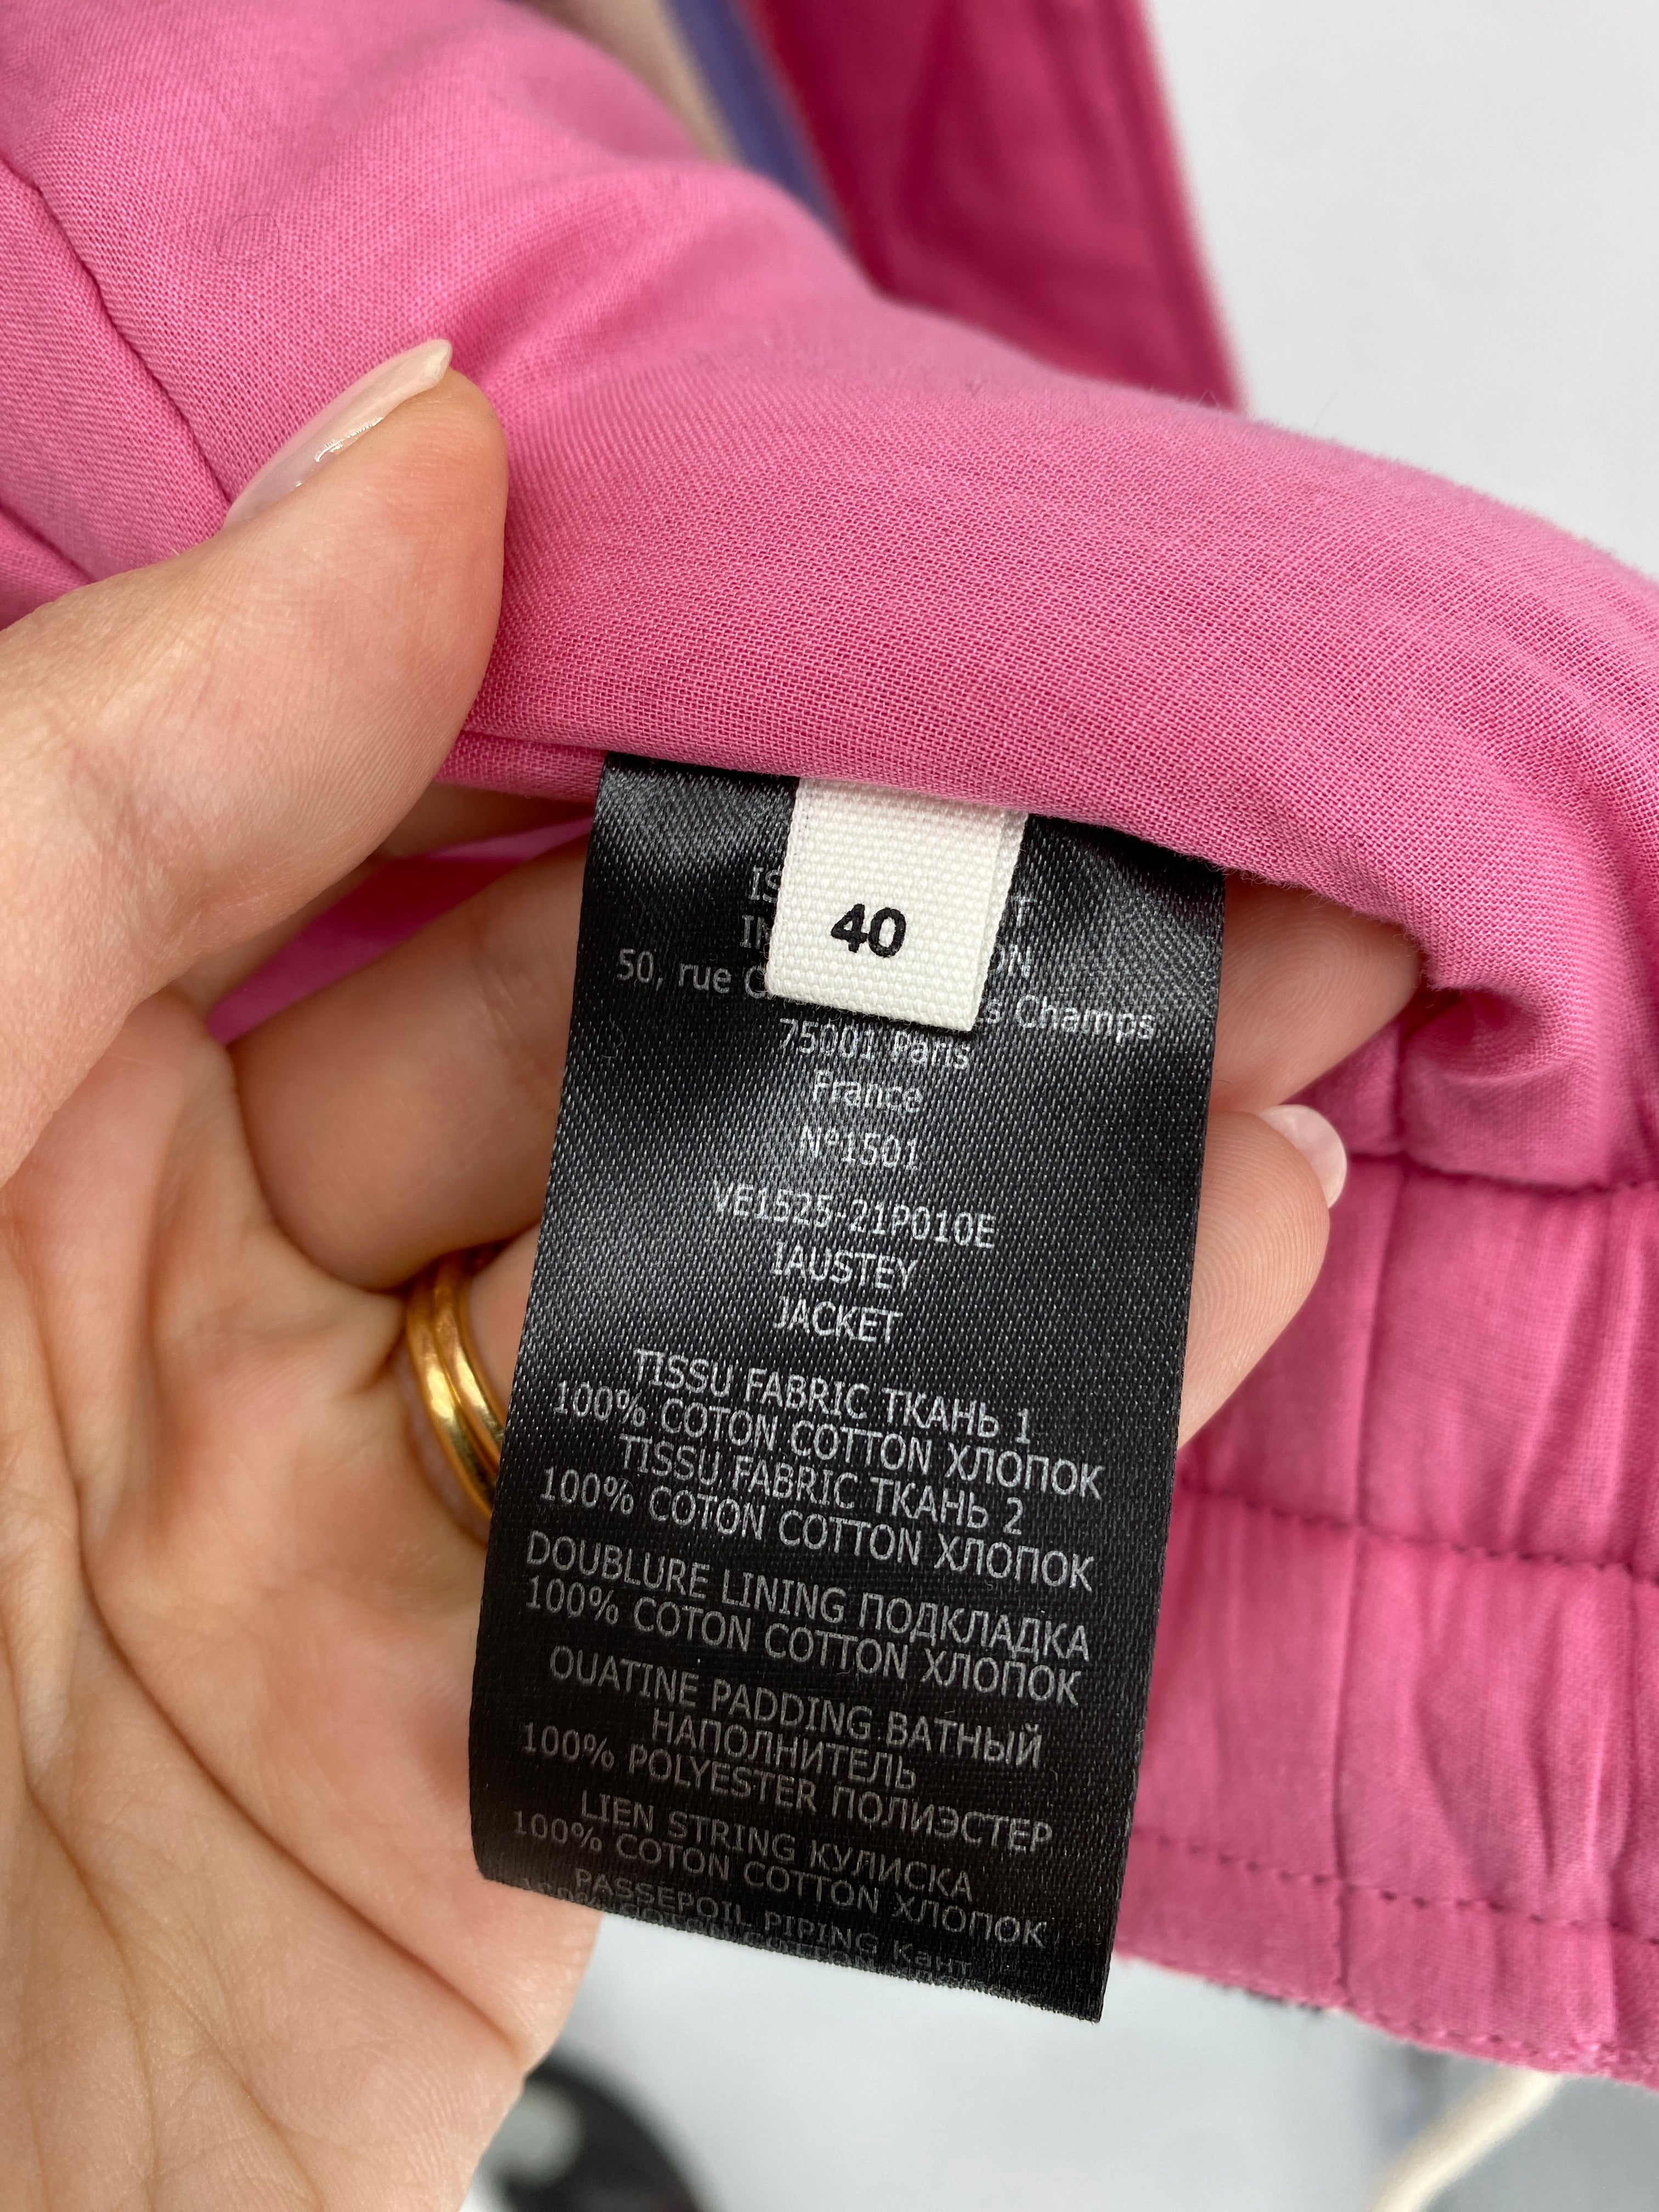 40
50, rue
Champs
75001 Paris
France
Nº1501
VE1525-21P010E
IAUSTEY
JACKET
TISSU FABRIC ТКАНЬ 1
100% COTON COTTON ХЛОПОК
TISSU FABRIC ТКАНЬ 2
100% COTON COTTON ХЛОПОК
DOUBLURE LINING ПОДКЛАДКА
100% COTON COTTON ХЛОПОК
OUATINE PADDING ВАТНЫЙ
НАПОЛНИТЕЛЬ
100% POLYESTER ПОЛИЭСТЕР
LIEN STRING КУЛИСКА
100% COTON COTTON ХЛОПОК
PASSEPOIL PIPING Кант